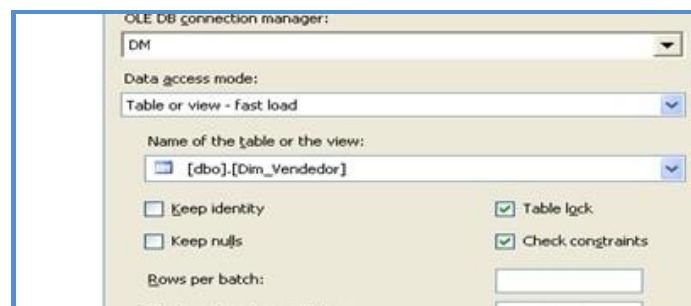 OLE DB connection manager:
DM
Data access mode:
Table or view - fast load
Name of the table or the view:
[dbo].[Dim_Vendedor]
Keep identity
Table lock
Keep nulls
Check constraints
Rows per batch: